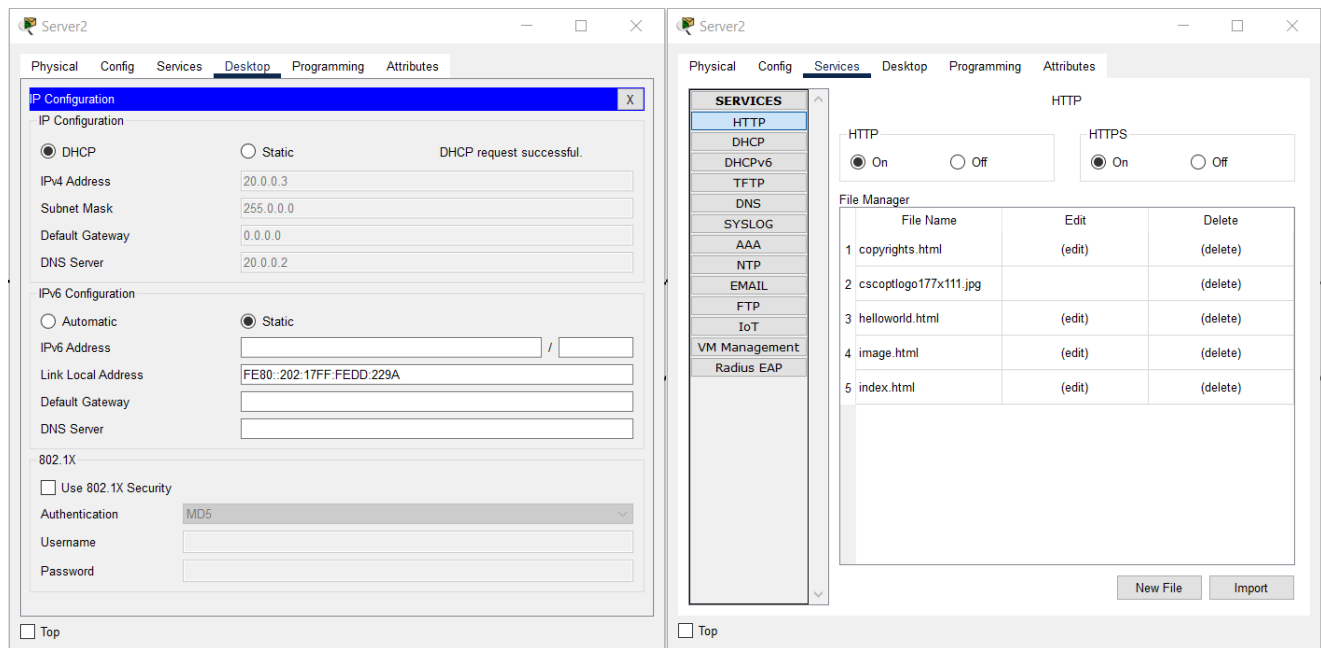 Server2
Physical Config Services Desktop Programming Attributes
IP Configuration X
IP Configuration
DHCP Static DHCP request successful.
IPv4 Address 20.0.0.3
Subnet Mask 255.0.0.0
Default Gateway 0.0.0.0
DNS Server 20.0.0.2
IPv6 Configuration
Automatic Static
IPv6 Address /
Link Local Address FE80::202:17FF:FEDD:229A
Default Gateway
DNS Server
802.1X
Use 802.1X Security
Authentication MD5
Username
Password
Top
Server2
Physical Config Services Desktop Programming Attributes
SERVICES
HTTP
DHCP
DHCPv6
TFTP
DNS
SYSLOG
AAA
NTP
EMAIL
FTP
IoT
VM Management
Radius EAP
HTTP
HTTP HTTPS
On Off On Off
File Manager
File Name Edit Delete
1 copyrights.html (edit) (delete)
2 cscoptlogo177x111.jpg (delete)
3 helloworld.html (edit) (delete)
4 image.html (edit) (delete)
5 index.html (edit) (delete)
New File Import
Top